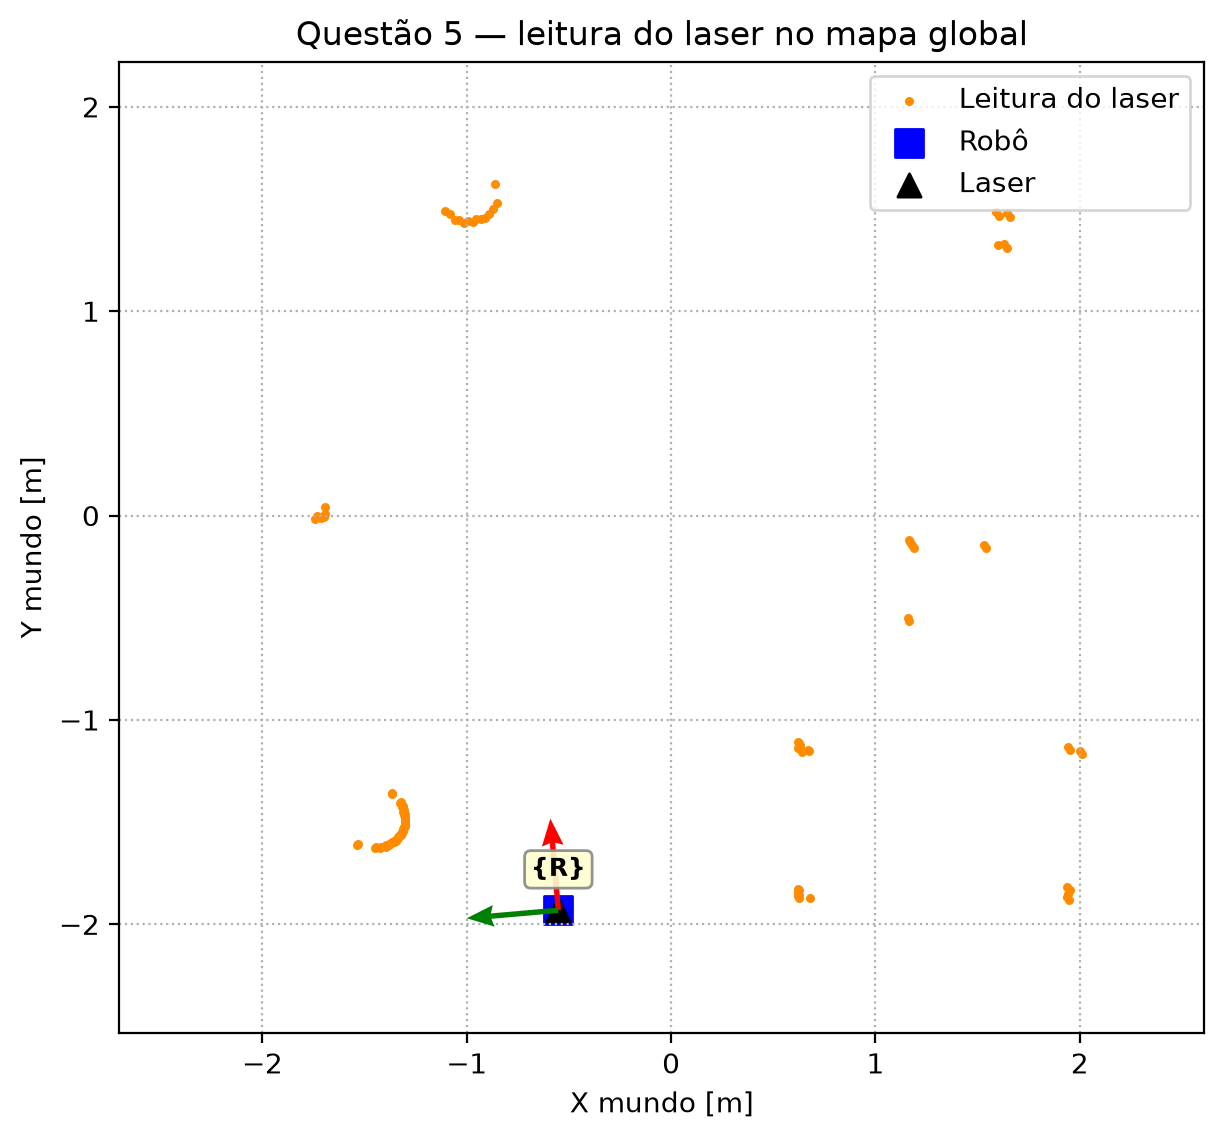 Questão 5 — leitura do laser no mapa global
Leitura do laser
Robô
Laser
2
1
0
−1
−2
Y mundo [m]
{R}
−2
−1
0
1
2
X mundo [m]